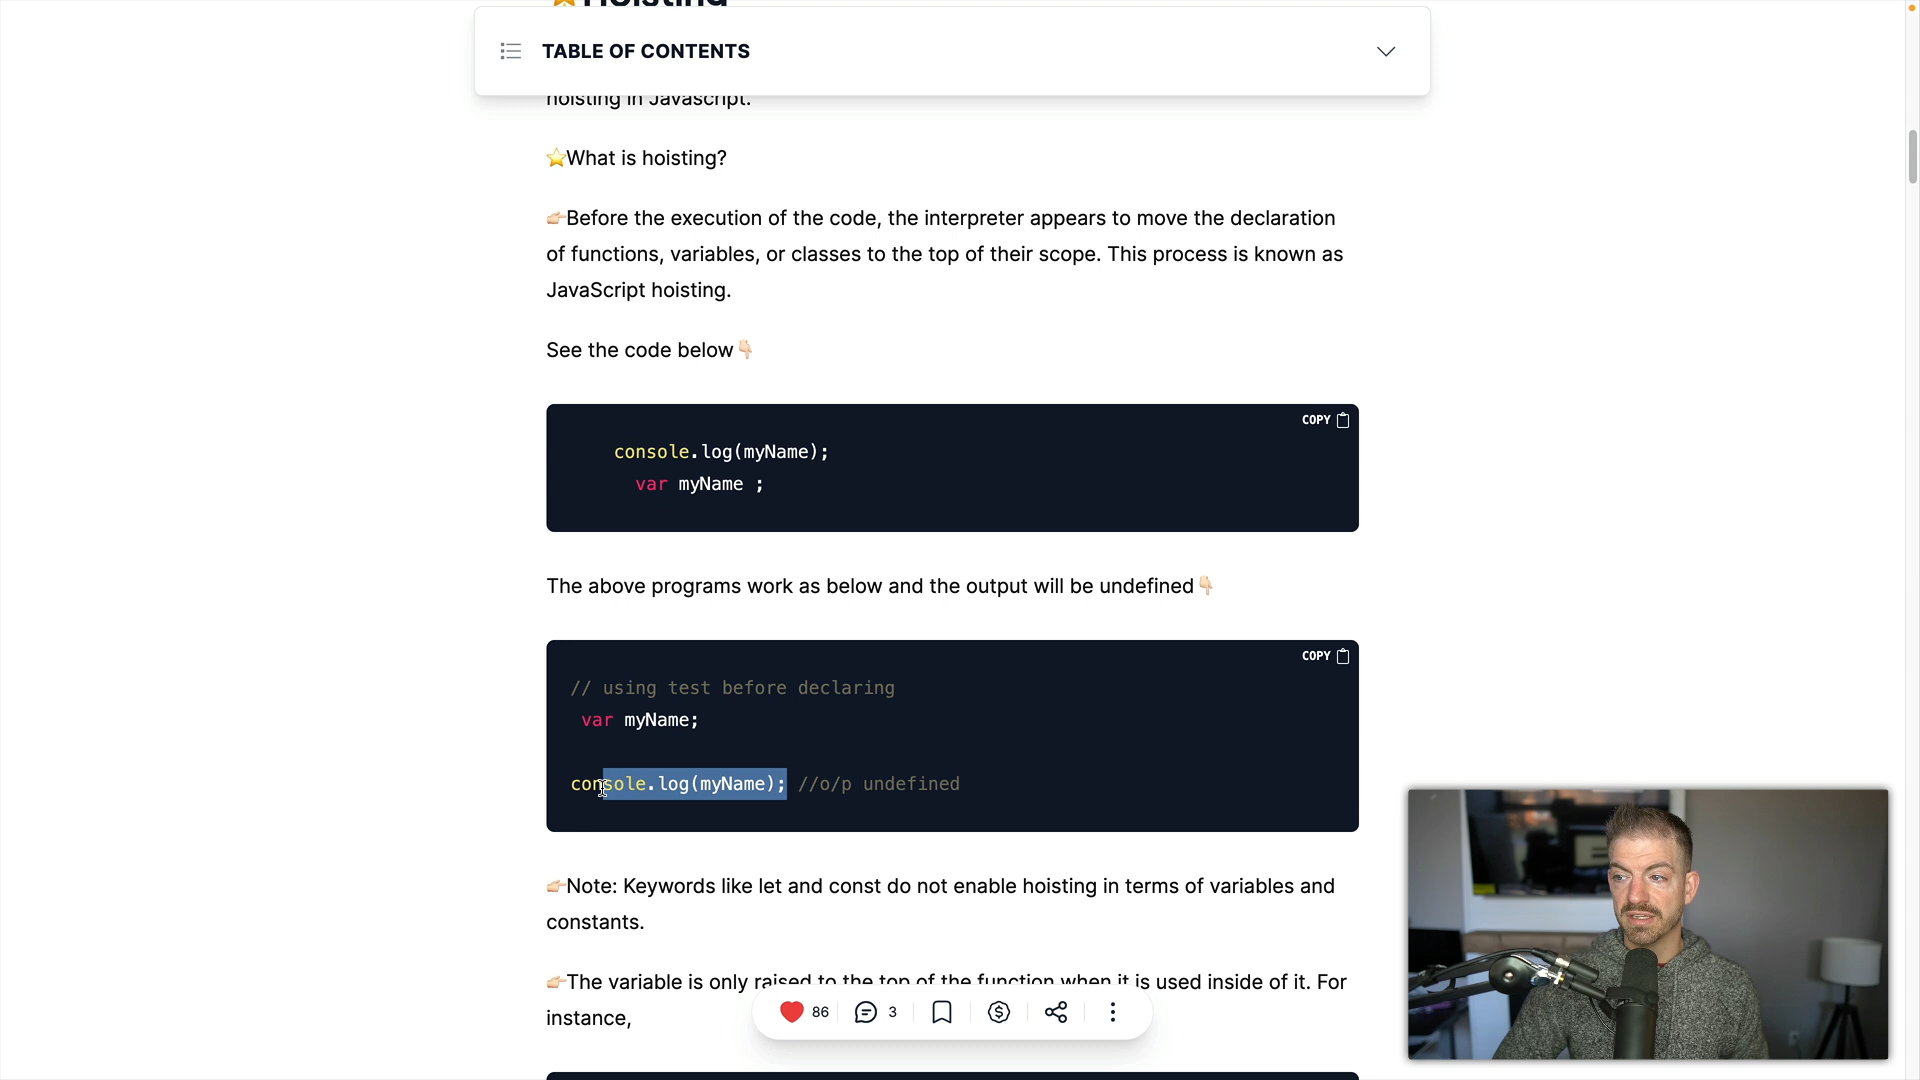 ⭐Hoisting
TABLE OF CONTENTS
hoisting in Javascript.
⭐What is hoisting?
👉🏻Before the execution of the code, the interpreter appears to move the declaration
of functions, variables, or classes to the top of their scope. This process is known as
JavaScript hoisting.
See the code below👇🏻
COPY
console.log(myName);
var myName ;
The above programs work as below and the output will be undefined👇🏻
COPY
// using test before declaring
var myName;
console.log(myName); //o/p undefined
👉🏻Note: Keywords like let and const do not enable hoisting in terms of variables and
constants.
👉🏻The variable is only raised to the top of the function when it is used inside of it. For
instance,
86 3